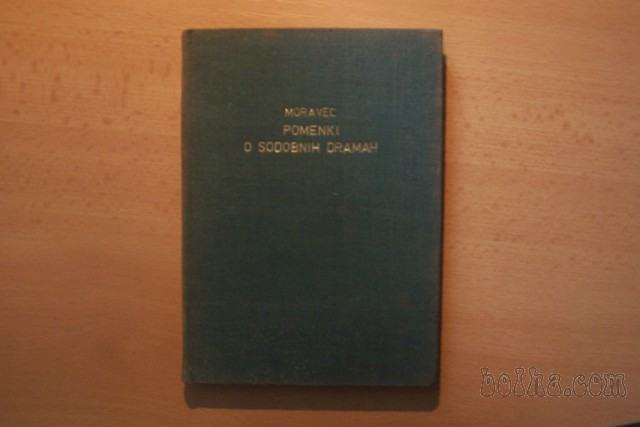 MORAVEC
POMENKI
O SODOBNIH DRAMAH
bolha.com